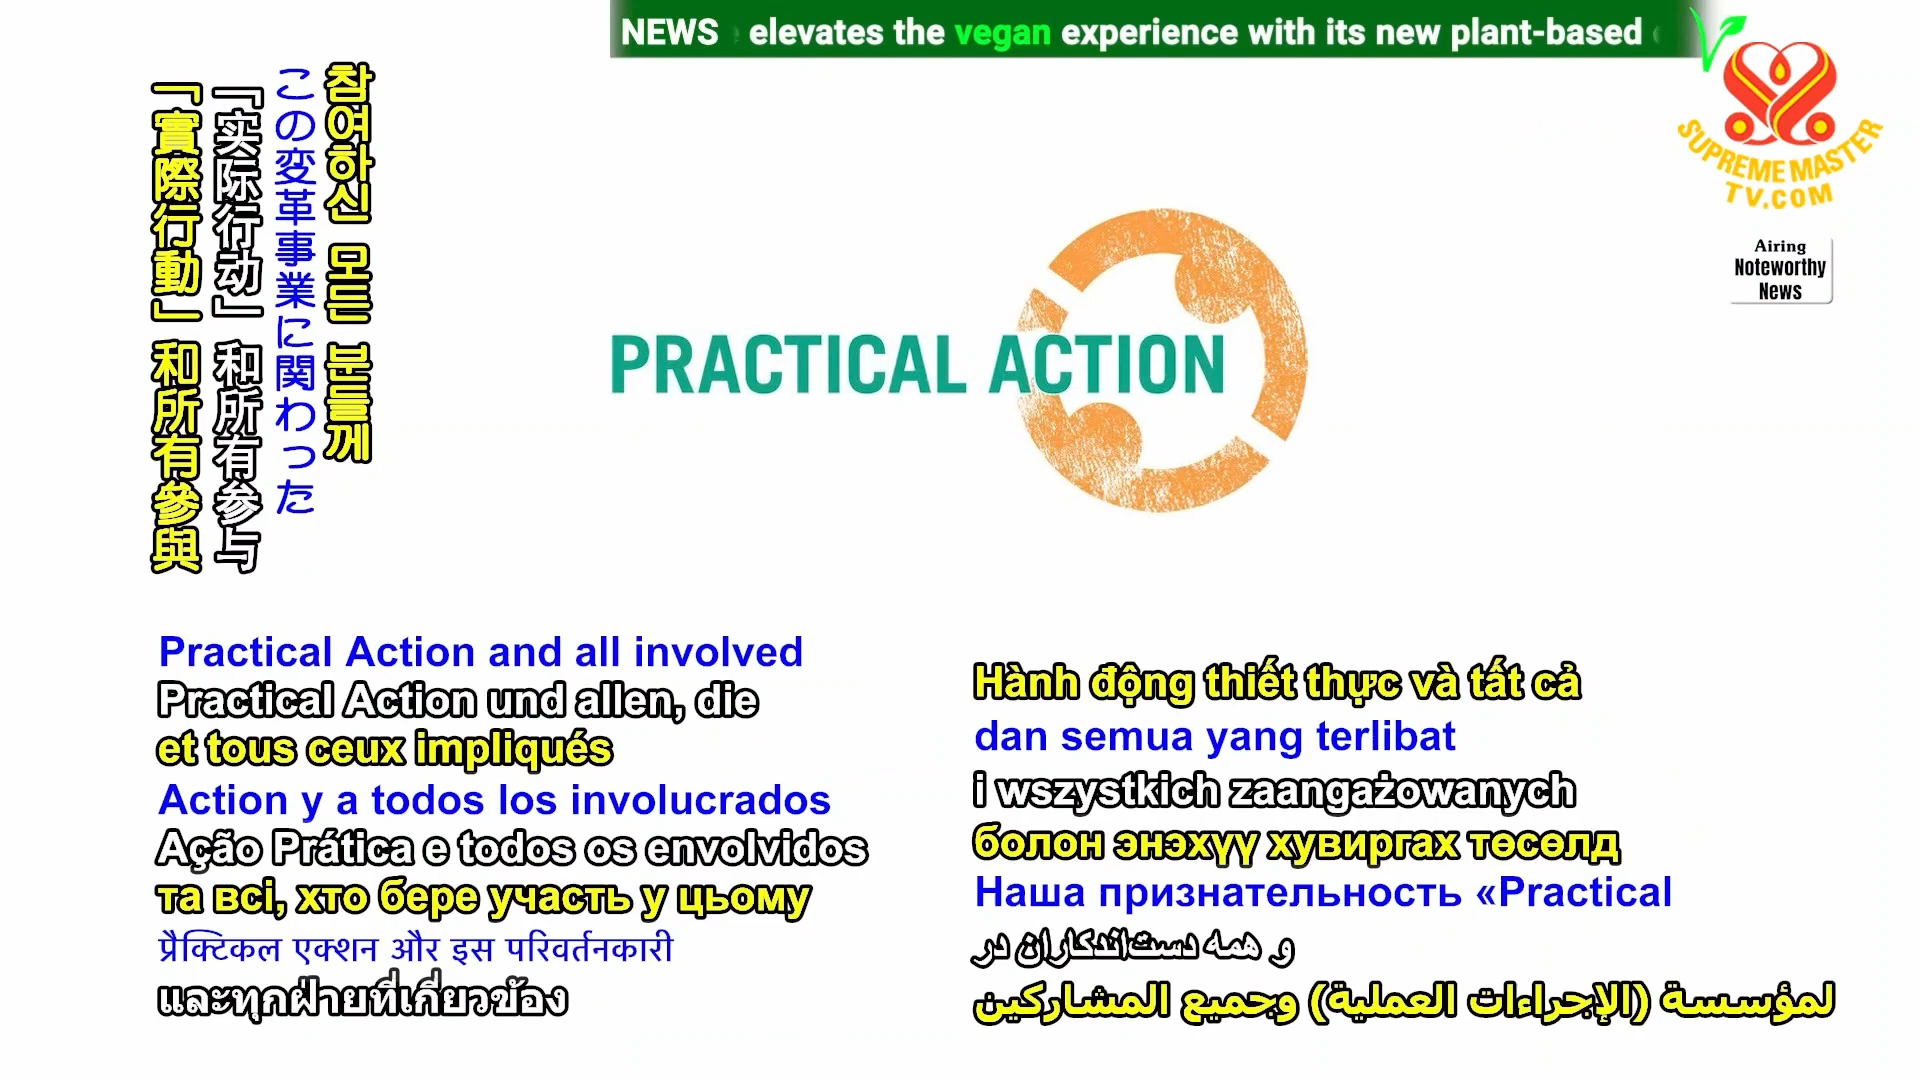 NEWS elevates the vegan experience with its new plant-based
SUPREME MASTER
TV.COM
Airing
Noteworthy
News
「實際行動」和所有參與
「实际行动」和所有参与
この変革事業に関わった
참여하신 모든 분들께
PRACTICAL ACTION
Practical Action and all involved
Practical Action und allen, die
et tous ceux impliqués
Action y a todos los involucrados
Ação Prática e todos os envolvidos
та всі, хто бере участь у цьому
प्रैक्टिकल एक्शन और इस परिवर्तनकारी
และทุกฝ่ายที่เกี่ยวข้อง
Hành động thiết thực và tất cả
dan semua yang terlibat
i wszystkich zaangażowanych
болон энэхүү хувиргах төсөлд
Наша признательность «Practical
و همه دست‌اندکاران در
لمؤسسة (الإجراءات العملية) وجميع المشاركين